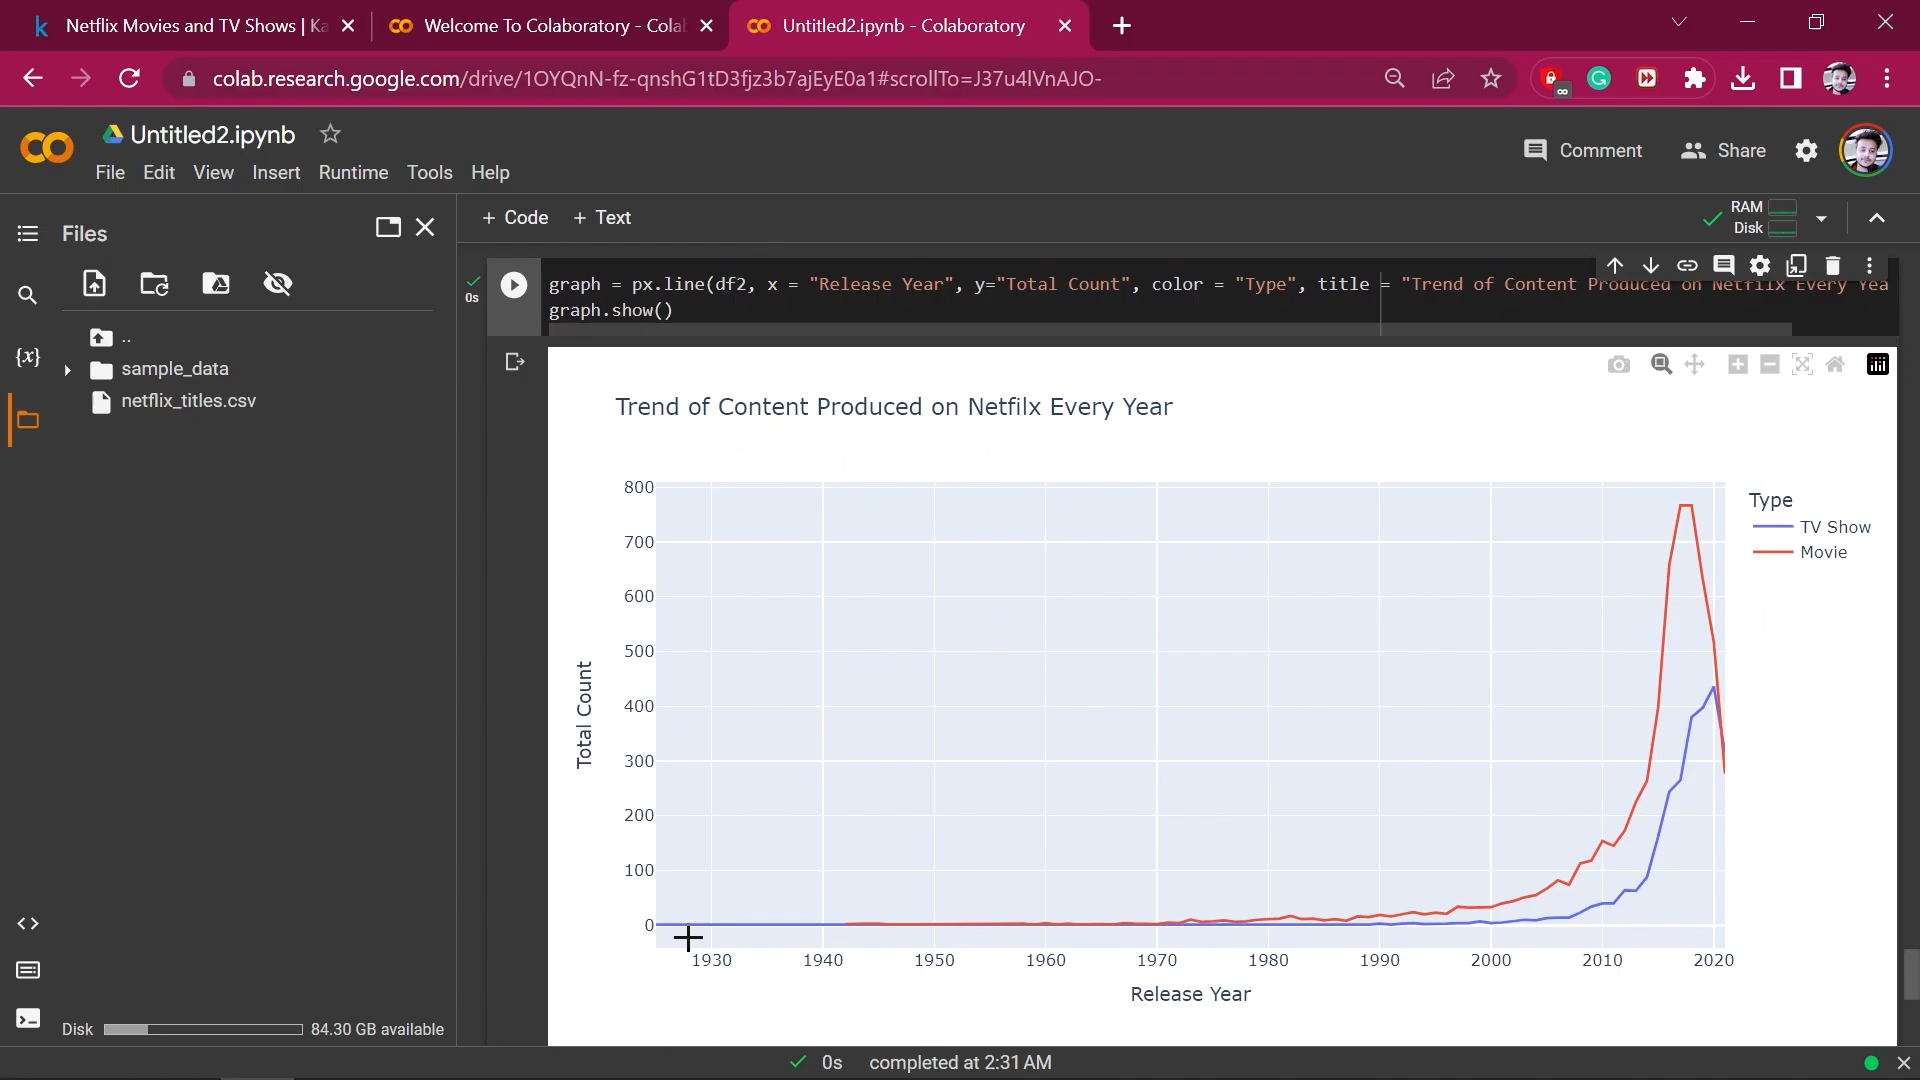 Netflix Movies and TV Shows | Ka
Welcome To Colaboratory - Colab
Untitled2.ipynb - Colaboratory
colab.research.google.com/drive/1OYQnN-fz-qnshG1tD3fjz3b7ajEyE0a1#scrollTo=J37u4lVnAJO-
Untitled2.ipynb
Comment
Share
File Edit View Insert Runtime Tools Help
Files
+ Code + Text
RAM
Disk
..
sample_data
netflix_titles.csv
0s
graph = px.line(df2, x = "Release Year", y="Total Count", color = "Type", title = "Trend of Content Produced on Netfilx Every Yea
graph.show()
Trend of Content Produced on Netfilx Every Year
800
700
600
500
400
300
200
100
0
Total Count
1930 1940 1950 1960 1970 1980 1990 2000 2010 2020
Release Year
Type
TV Show
Movie
Disk 84.30 GB available
0s completed at 2:31 AM